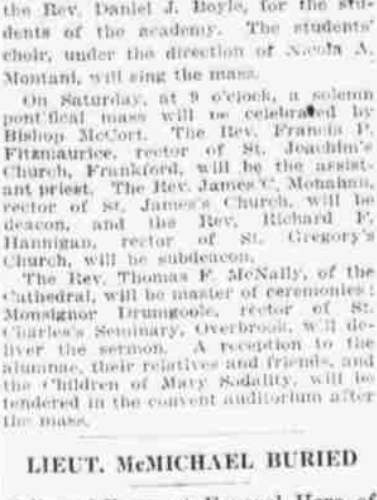 the Rev. Daniel J. Boyle, for the stu-
dents of the academy. The students'
choir, under the direction of Nicola A.
Montani, will sing the mass.
On Saturday, at 9 o'clock, a solemn
pontifical mass will be celebrated by
Bishop McCort. The Rev. Francis P.
Fitzmaurice, rector of St. Joachim's
Church, Frankford, will be the assist-
ant priest. The Rev. James C. Monahan,
rector of St. James's Church, will be
deacon, and the Rev. Richard F.
Hannigan, rector of St. Gregory's
Church, will be subdeacon.
The Rev. Thomas F. McNally, of the
Cathedral, will be master of ceremonies;
Monsignor Drumgoole, rector of St.
Charles's Seminary, Overbrook, will de-
liver the sermon. A reception to the
alumnae, their relatives and friends, and
the Children of Mary Sodality, will be
tendered in the convent auditorium after
the mass.
LIEUT. McMICHAEL BURIED